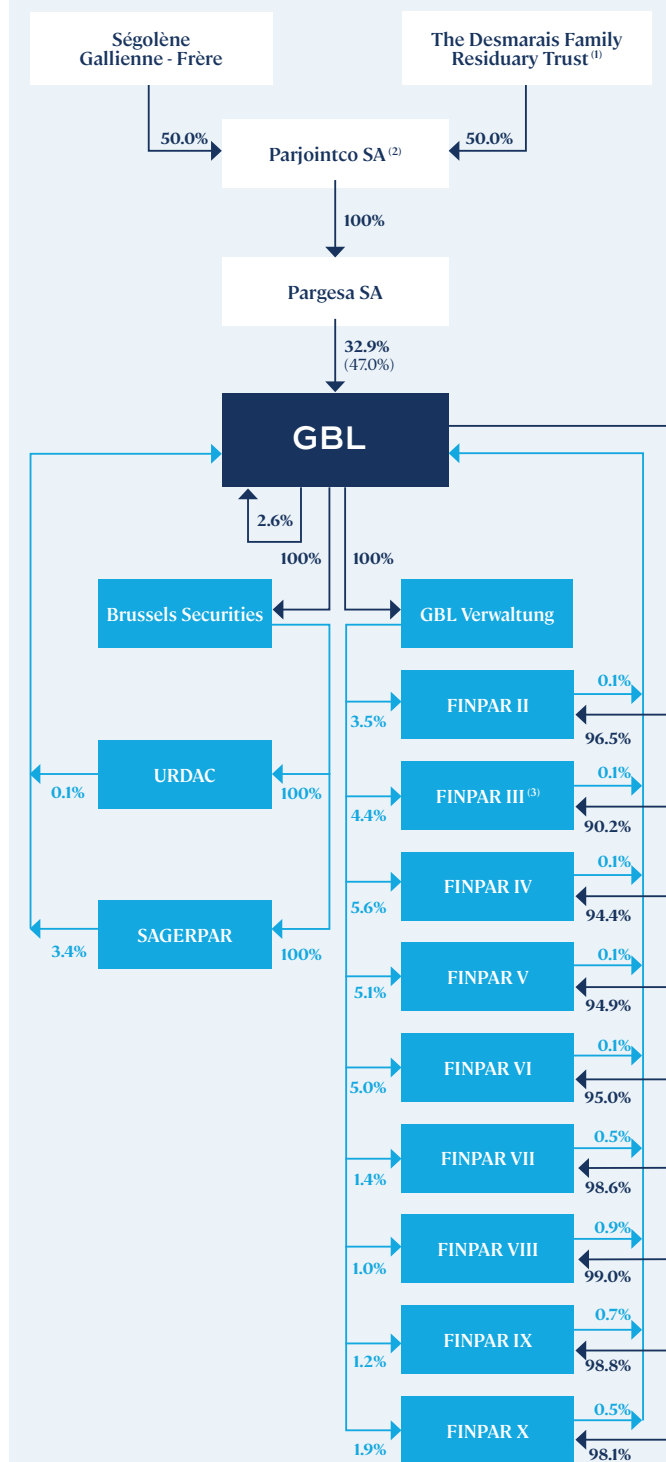 Ségolène
Gallienne - Frère
The Desmarais Family
Residuary Trust (1)
50.0%
50.0%
Parjointco SA (2)
100%
Pargesa SA
32.9%
(47.0%)
GBL
2.6%
100%
100%
Brussels Securities
GBL Verwaltung
FINPAR II
0.1%
3.5%
96.5%
URDAC
0.1%
100%
FINPAR III (3)
0.1%
4.4%
90.2%
FINPAR IV
0.1%
5.6%
94.4%
SAGERPAR
3.4%
100%
FINPAR V
0.1%
5.1%
94.9%
FINPAR VI
0.1%
5.0%
95.0%
FINPAR VII
0.5%
1.4%
98.6%
FINPAR VIII
0.9%
1.0%
99.0%
FINPAR IX
0.7%
1.2%
98.8%
FINPAR X
0.5%
1.9%
98.1%